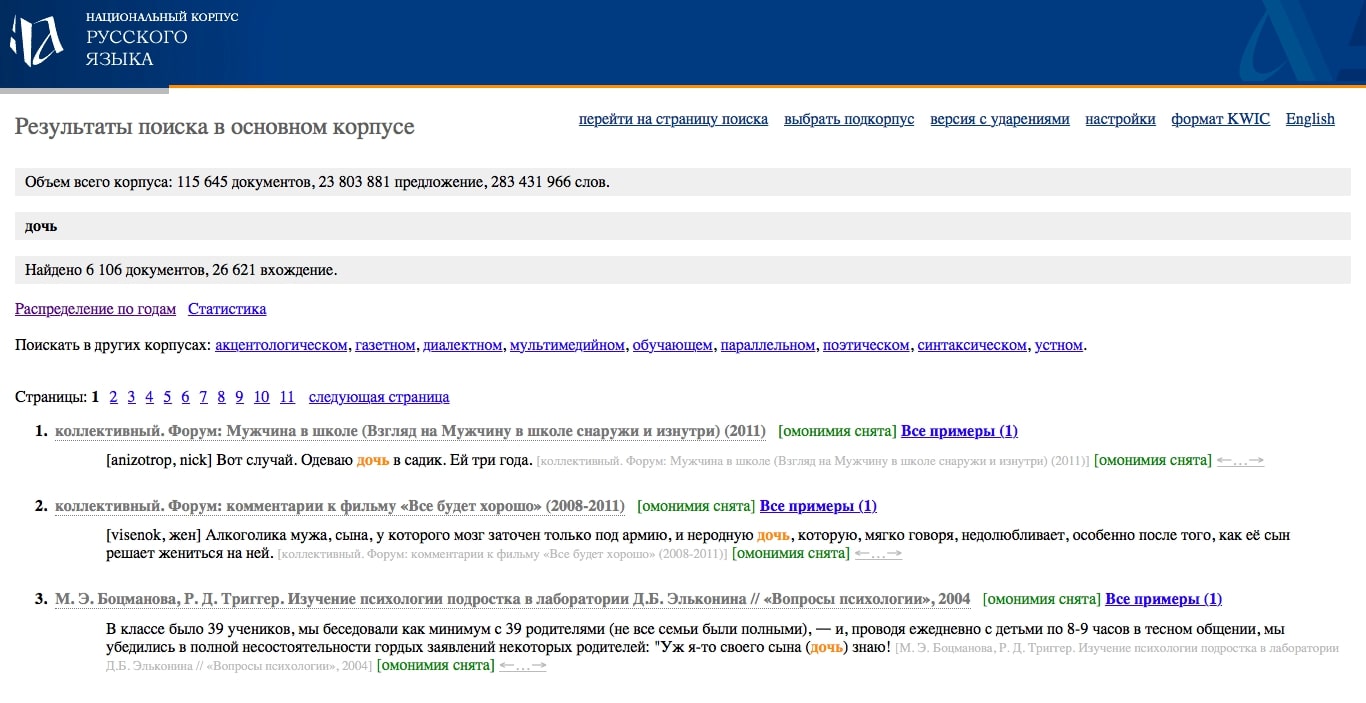 НАЦИОНАЛЬНЫЙ КОРПУС
РУССКОГО
ЯЗЫКА
Результаты поиска в основном корпусе
перейти на страницу поиска выбрать подкорпус версия с ударениями настройки формат KWIC English
Объем всего корпуса: 115 645 документов, 23 803 881 предложение, 283 431 966 слов.
дочь
Найдено 6 106 документов, 26 621 вхождение.
Распределение по годам Статистика
Поискать в других корпусах: акцентологическом, газетном, диалектном, мультимедийном, обучающем, параллельном, поэтическом, синтаксическом, устном.
Страницы: 1 2 3 4 5 6 7 8 9 10 11 следующая страница
1. коллективный. Форум: Мужчина в школе (Взгляд на Мужчину в школе снаружи и изнутри) (2011) [омонимия снята] Все примеры (1)
[anizotrop, nick] Вот случай. Одеваю дочь в садик. Ей три года. [коллективный. Форум: Мужчина в школе (Взгляд на Мужчину в школе снаружи и изнутри) (2011)] [омонимия снята] ←…→
2. коллективный. Форум: комментарии к фильму «Все будет хорошо» (2008-2011) [омонимия снята] Все примеры (1)
[visenok, жен] Алкоголика мужа, сына, у которого мозг заточен только под армию, и неродную дочь, которую, мягко говоря, недолюбливает, особенно после того, как её сын
решает жениться на ней. [коллективный. Форум: комментарии к фильму «Все будет хорошо» (2008-2011)] [омонимия снята] ←…→
3. М. Э. Боцманова, Р. Д. Триггер. Изучение психологии подростка в лаборатории Д.Б. Эльконина // «Вопросы психологии», 2004 [омонимия снята] Все примеры (1)
В классе было 39 учеников, мы беседовали как минимум с 39 родителями (не все семьи были полными), — и, проводя ежедневно с детьми по 8-9 часов в тесном общении, мы
убедились в полной несостоятельности гордых заявлений некоторых родителей: "Уж я-то своего сына (дочь) знаю! [М. Э. Боцманова, Р. Д. Триггер. Изучение психологии подростка в лаборатории
Д.Б. Эльконина // «Вопросы психологии», 2004] [омонимия снята] ←…→